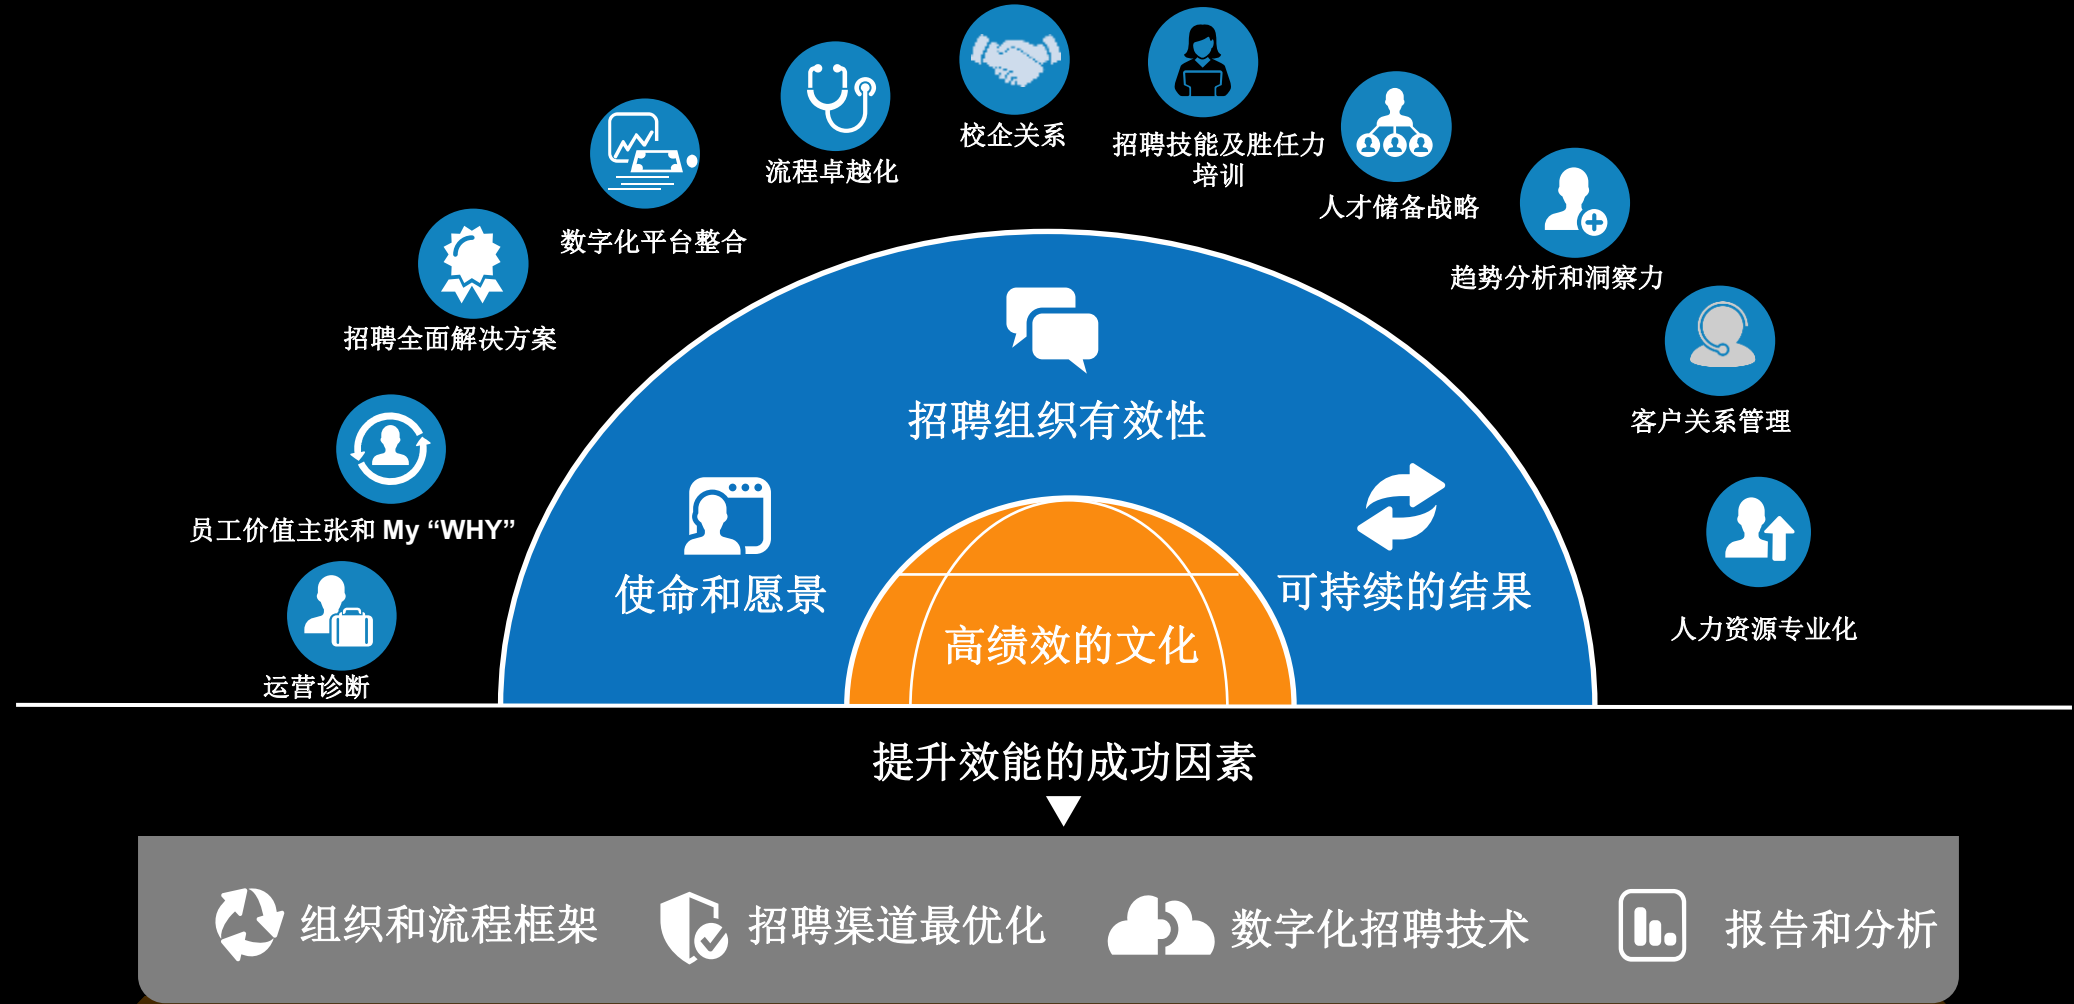 校企关系
招聘技能及胜任力
培训
流程卓越化
人才储备战略
数字化平台整合
趋势分析和洞察力
招聘全面解决方案
客户关系管理
员工价值主张和 My “WHY”
人力资源专业化
运营诊断
招聘组织有效性
使命和愿景
可持续的结果
高绩效的文化
提升效能的成功因素
组织和流程框架
招聘渠道最优化
数字化招聘技术
报告和分析